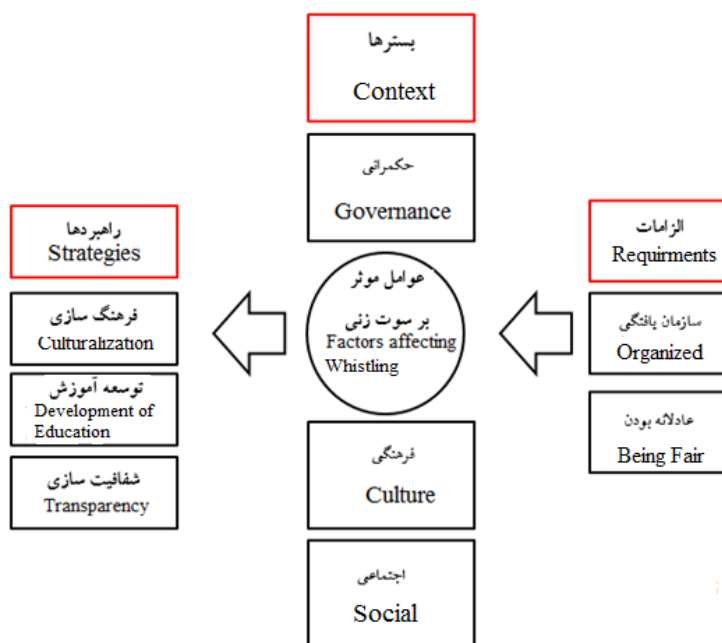 بسترها
Context
حکمرانی
Governance
الزامات
Requirments
سازمان یافتگی
Organized
عادلانه بودن
Being Fair
عوامل موثر
بر سوت زنی
Factors affecting
Whistling
فرهنگی
Culture
اجتماعی
Social
راهبردها
Strategies
فرهنگ سازی
Culturalization
توسعه آموزش
Development of
Education
شفافیت سازی
Transparency